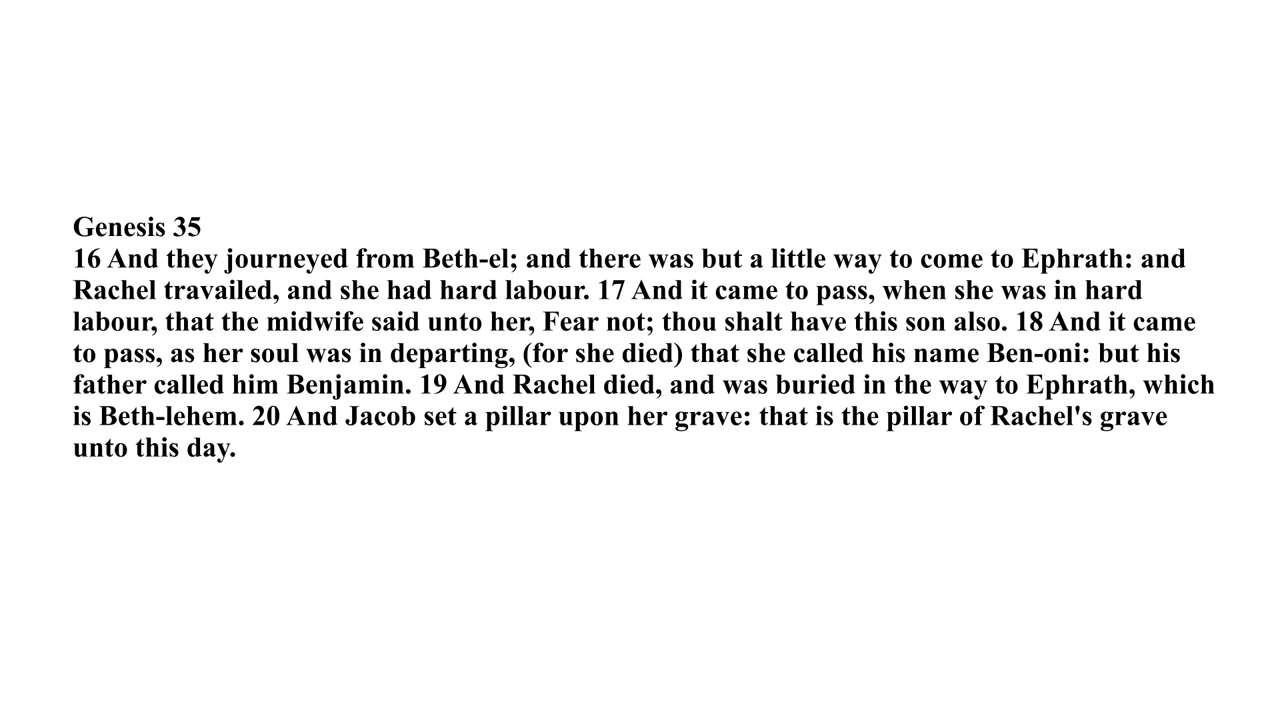 Genesis 35
16 And they journeyed from Beth-el; and there was but a little way to come to Ephrath: and
Rachel travailed, and she had hard labour. 17 And it came to pass, when she was in hard
labour, that the midwife said unto her, Fear not; thou shalt have this son also. 18 And it came
to pass, as her soul was in departing, (for she died) that she called his name Ben-oni: but his
father called him Benjamin. 19 And Rachel died, and was buried in the way to Ephrath, which
is Beth-lehem. 20 And Jacob set a pillar upon her grave: that is the pillar of Rachel's grave
unto this day.